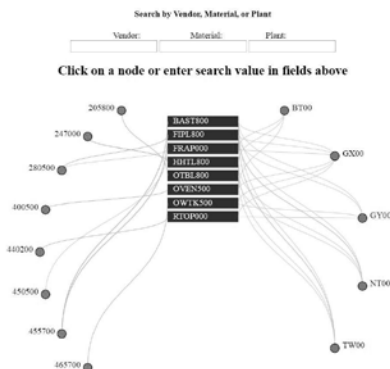 Search by Vendor, Material, or Plant
Vendor: Material: Plant:
Click on a node or enter search value in fields above
205800
247000
280500
400500
440200
450500
455700
465700
BAST800
FIPL800
FRAP000
HHTL800
OTBL800
OVEN500
OWTK500
RTOP000
BT00
GX00
GY00
NT00
TW00